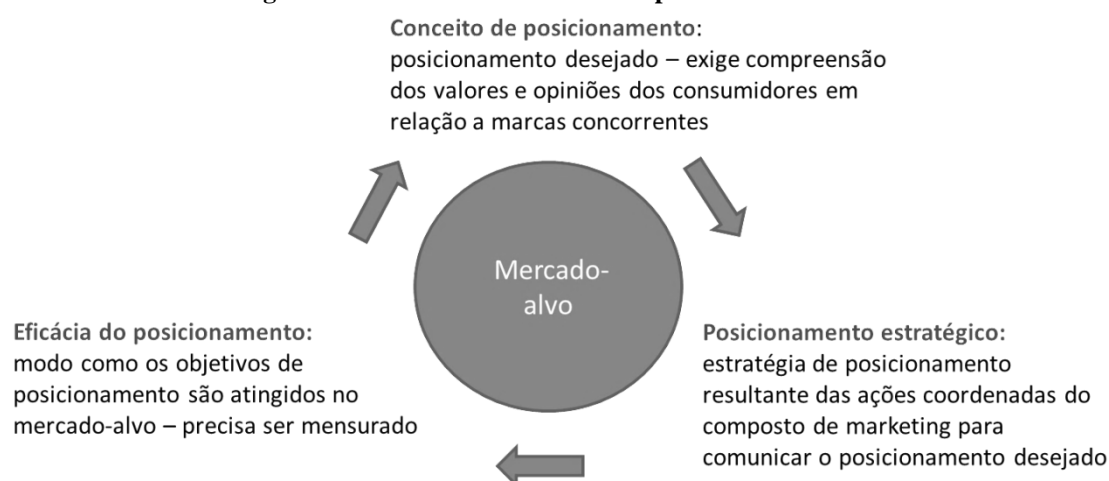 Conceito de posicionamento:
posicionamento desejado – exige compreensão
dos valores e opiniões dos consumidores em
relação a marcas concorrentes
Mercado-
alvo
Eficácia do posicionamento:
modo como os objetivos de
posicionamento são atingidos no
mercado-alvo – precisa ser mensurado
Posicionamento estratégico:
estratégia de posicionamento
resultante das ações coordenadas do
composto de marketing para
comunicar o posicionamento desejado